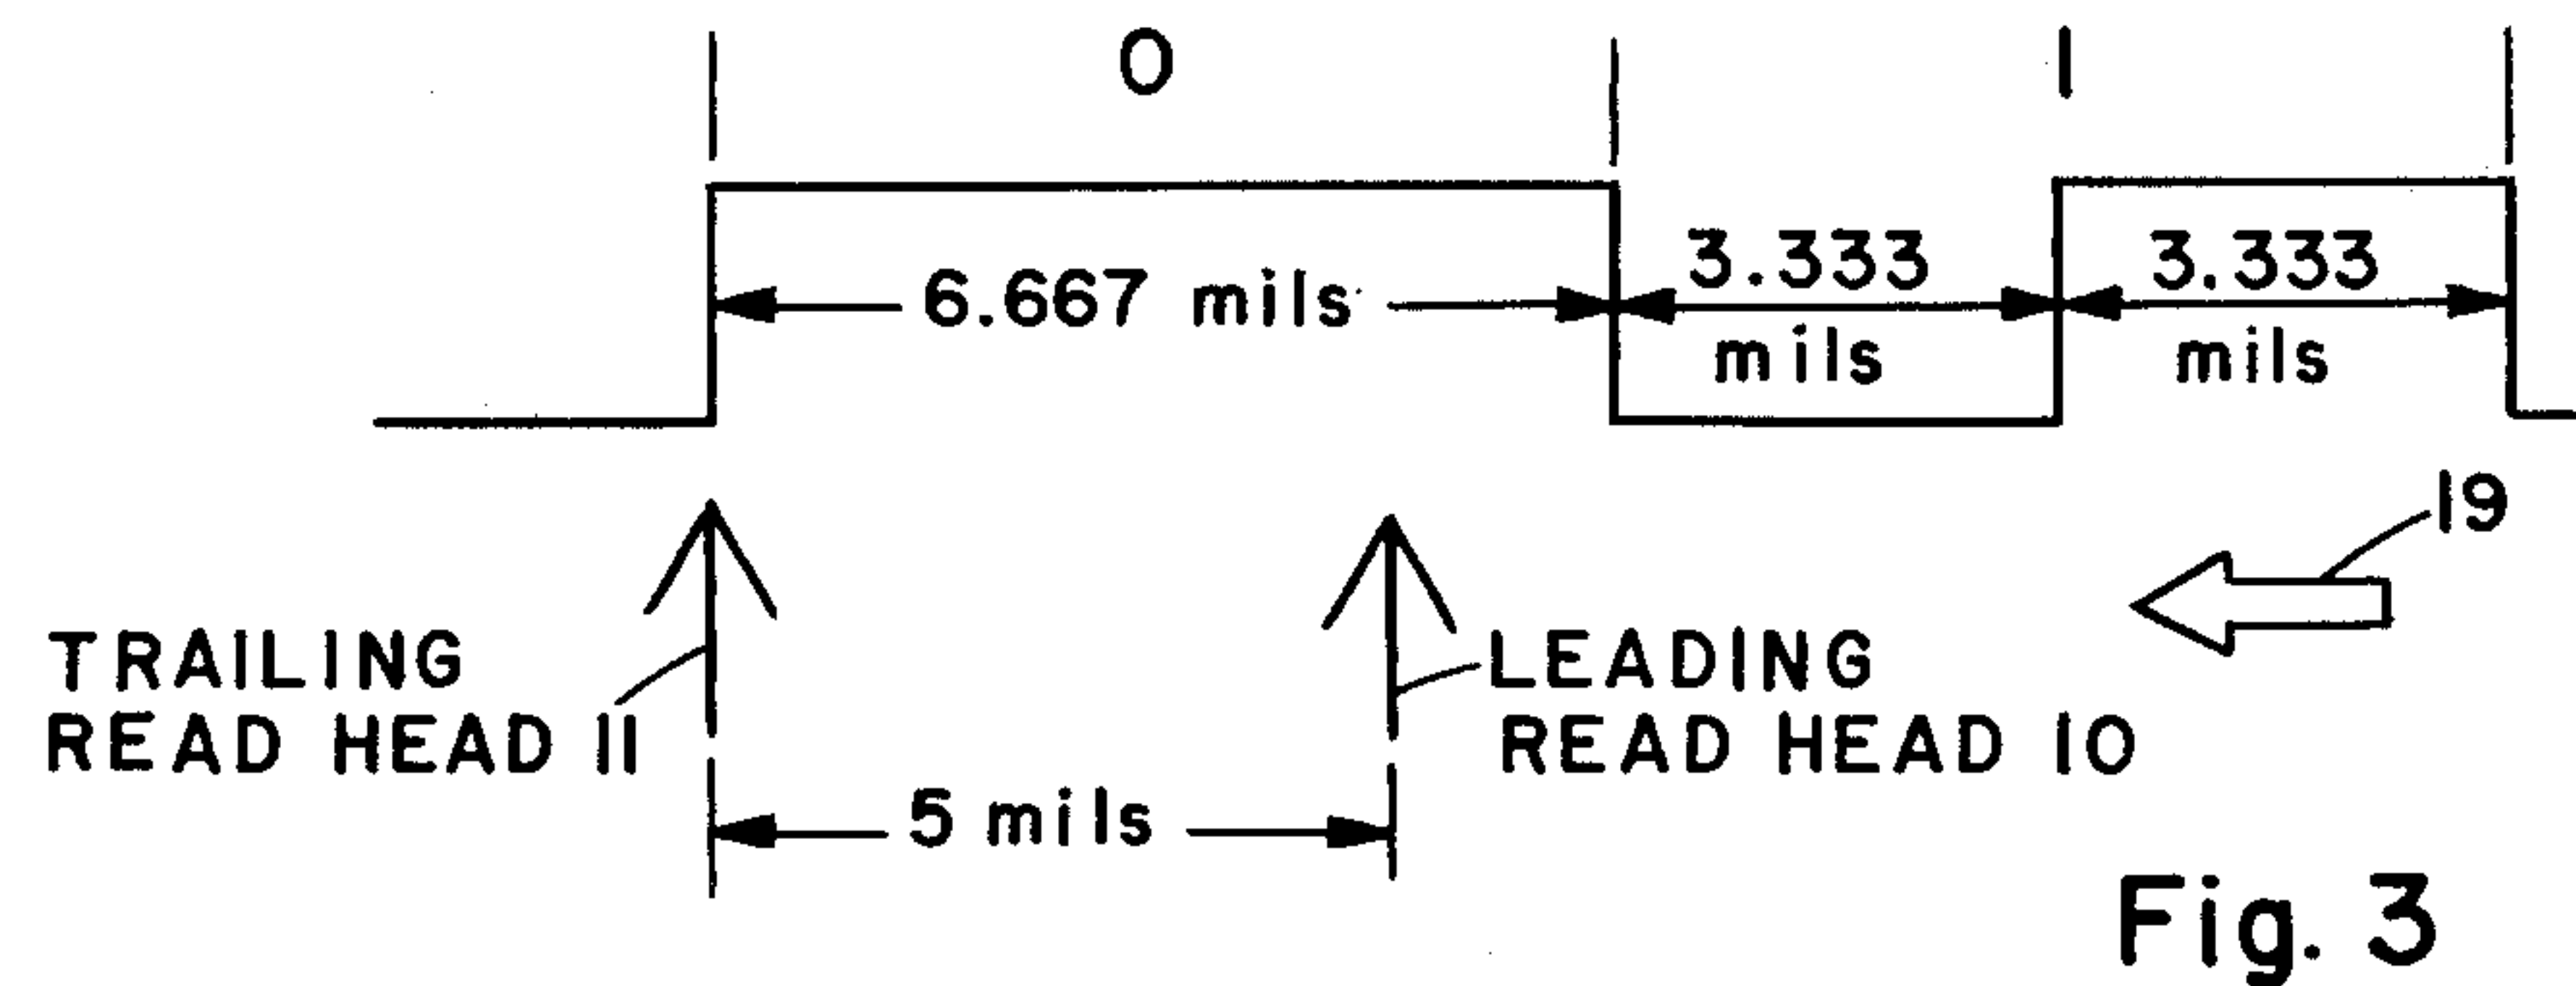 0 1
6.667 mils 3.333 mils 3.333 mils
19
TRAILING
READ HEAD 11
LEADING
READ HEAD 10
5 mils
Fig. 3